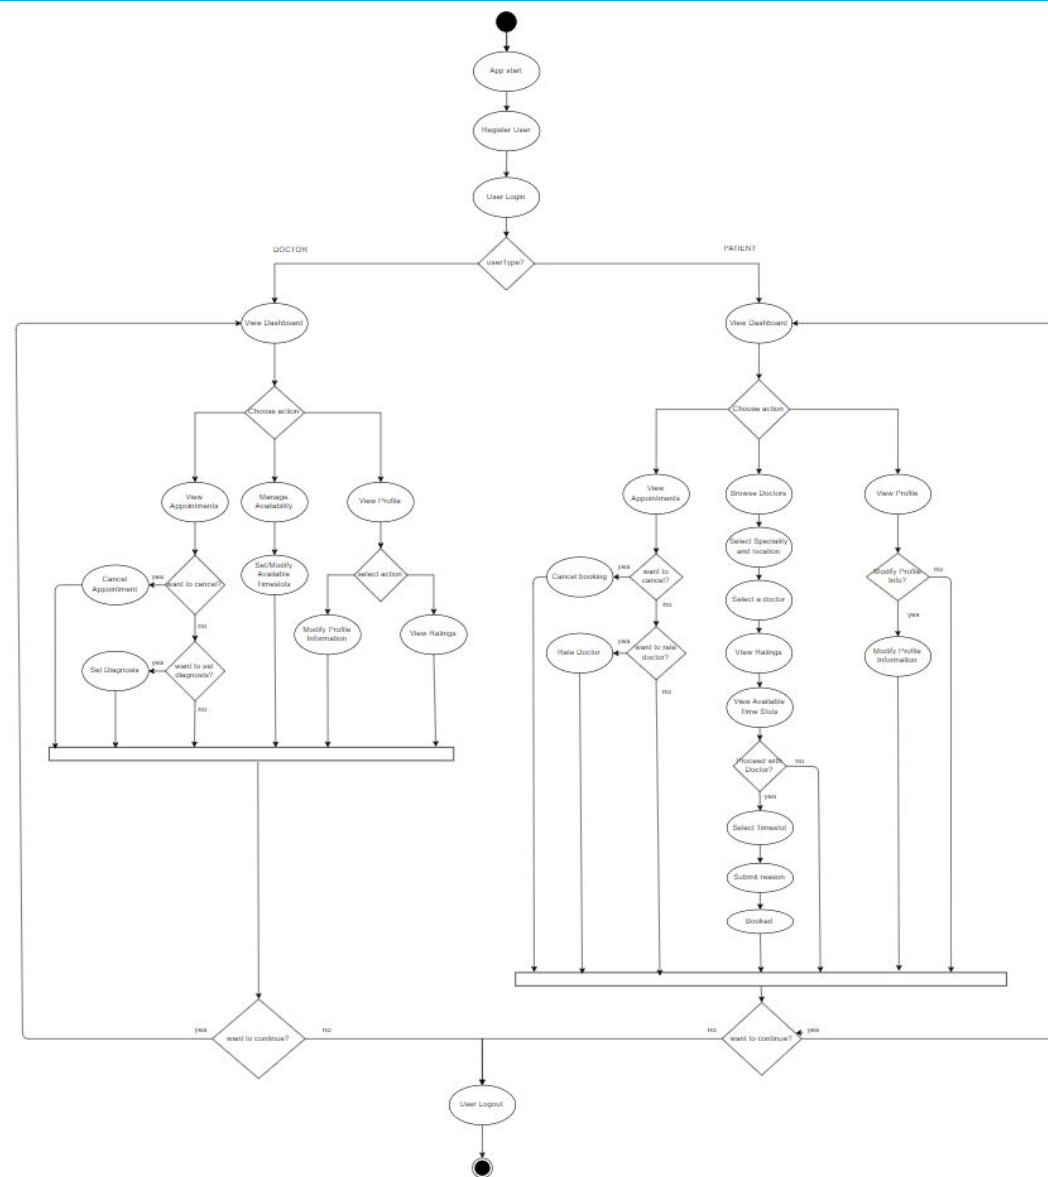 App start
Register User
User Login
DOCTOR
PATIENT
userType?
View Dashboard
View Dashboard
Choose action
Choose action
View
Appointments
Manage
Availability
View Profile
want to cancel?
yes
no
Cancel
Appointment
Set/Modify
Available
Timeslots
select action
Modify Profile
Information
View Ratings
want to set
diagnosis?
yes
no
Set Diagnosis
View
Appointments
Browse Doctors
View Profile
want to
cancel?
yes
no
Cancel booking
want to rate
doctor?
yes
no
Rate Doctor
Select Speciality
and location
Select a doctor
View Ratings
View Available
Time Slots
Proceed with
Doctor?
no
yes
Select Timeslot
Submit reason
Booked
Modify Profile
Info?
no
yes
Modify Profile
Information
yes
want to continue?
no
no
want to continue?
yes
User Logout